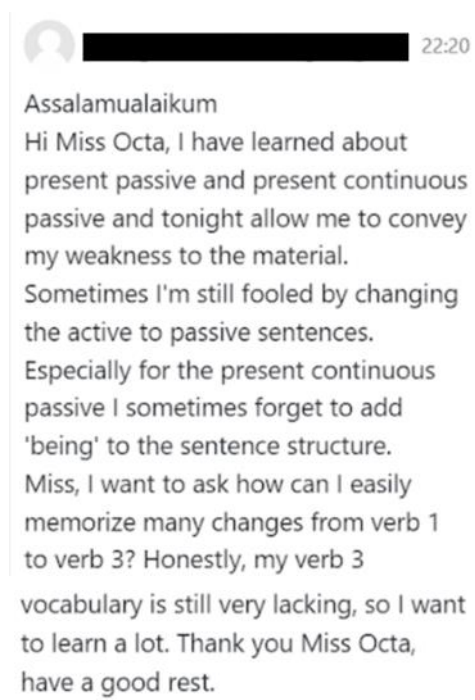 22:20
Assalamualaikum
Hi Miss Octa, I have learned about
present passive and present continuous
passive and tonight allow me to convey
my weakness to the material.
Sometimes I'm still fooled by changing
the active to passive sentences.
Especially for the present continuous
passive I sometimes forget to add
'being' to the sentence structure.
Miss, I want to ask how can I easily
memorize many changes from verb 1
to verb 3? Honestly, my verb 3
vocabulary is still very lacking, so I want
to learn a lot. Thank you Miss Octa,
have a good rest.